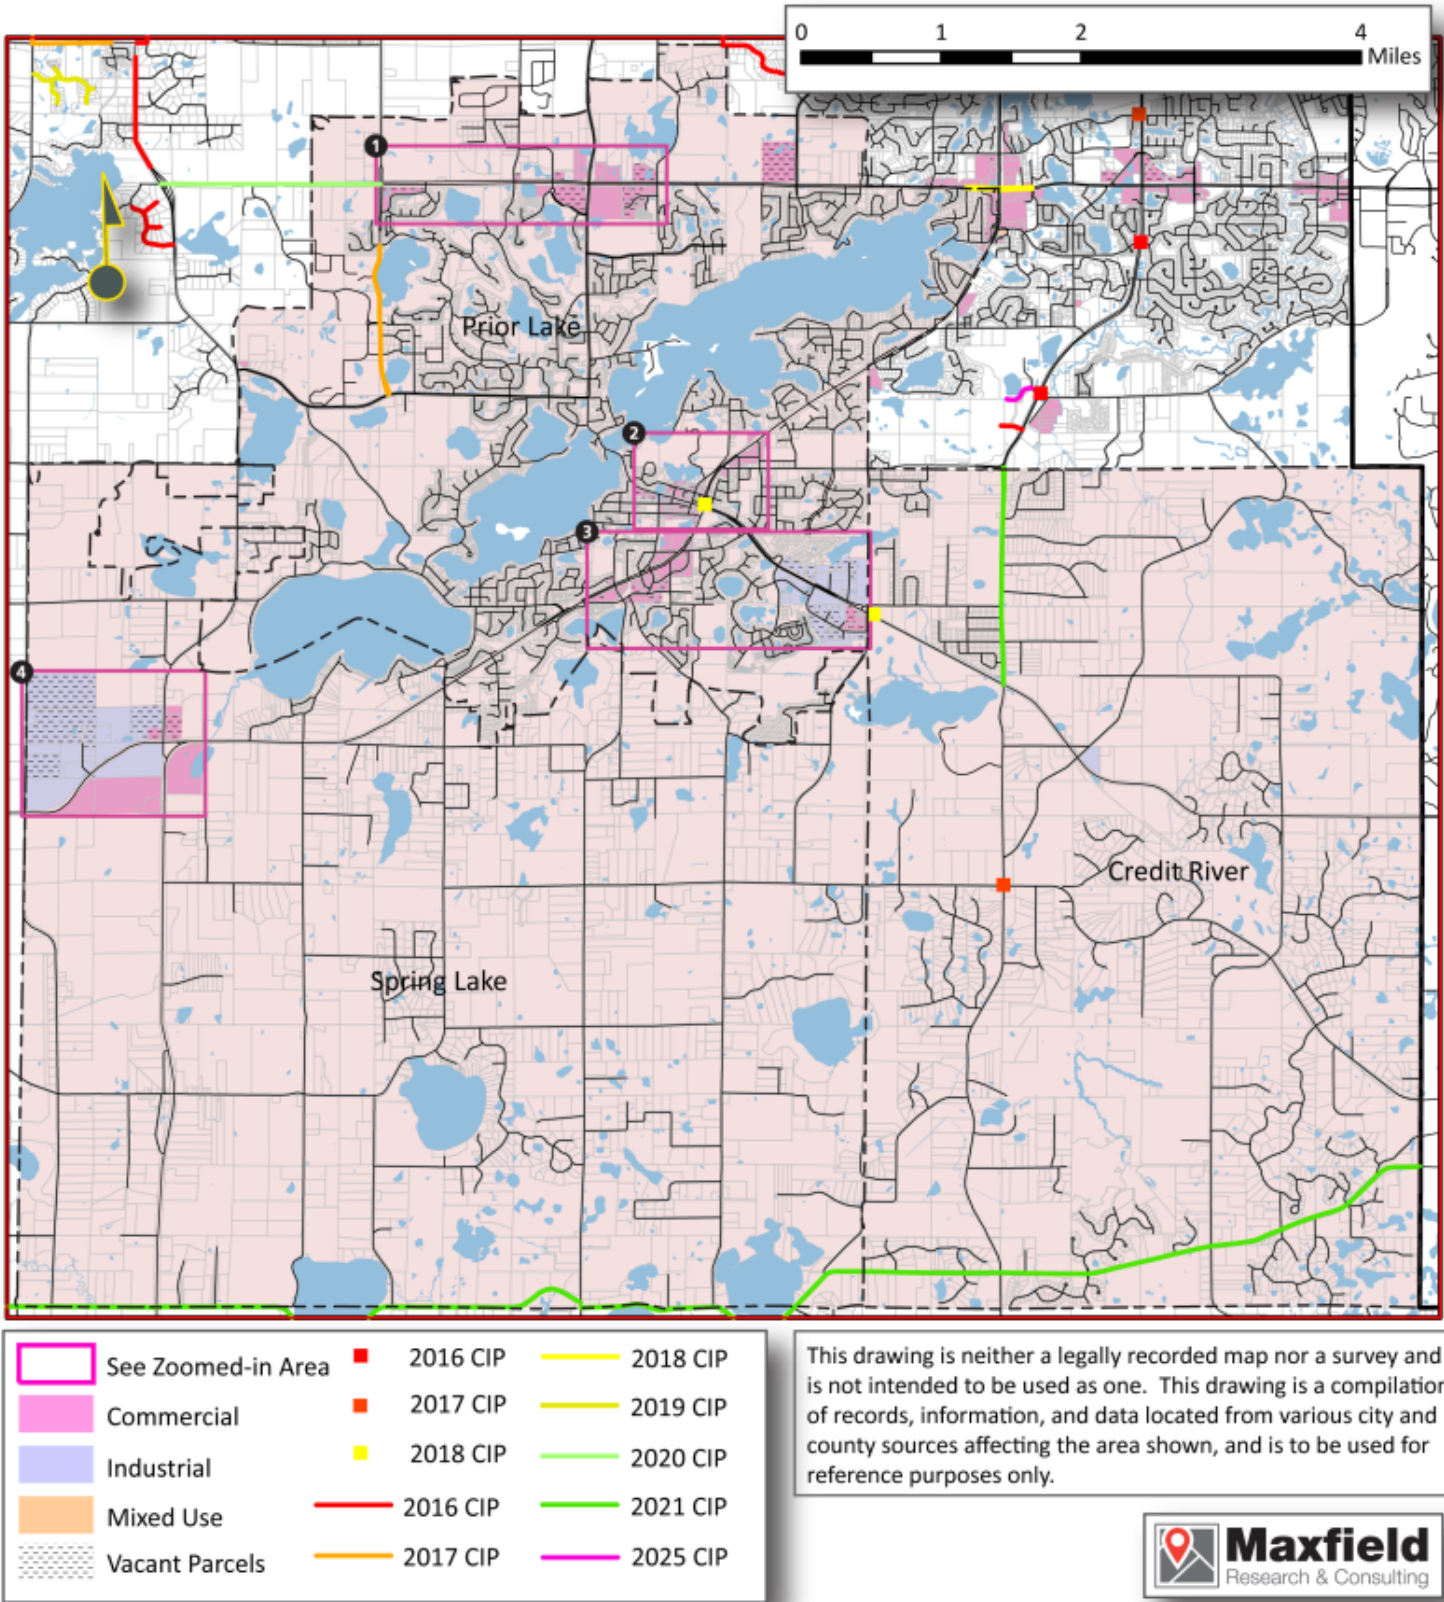 0 1 2 4
Miles
1
Prior Lake
2
3
4
Credit River
Spring Lake
See Zoomed-in Area
Commercial
Industrial
Mixed Use
Vacant Parcels
2016 CIP
2017 CIP
2018 CIP
2016 CIP
2017 CIP
2018 CIP
2019 CIP
2020 CIP
2021 CIP
2025 CIP
This drawing is neither a legally recorded map nor a survey and
is not intended to be used as one. This drawing is a compilation
of records, information, and data located from various city and
county sources affecting the area shown, and is to be used for
reference purposes only.
Maxfield
Research & Consulting